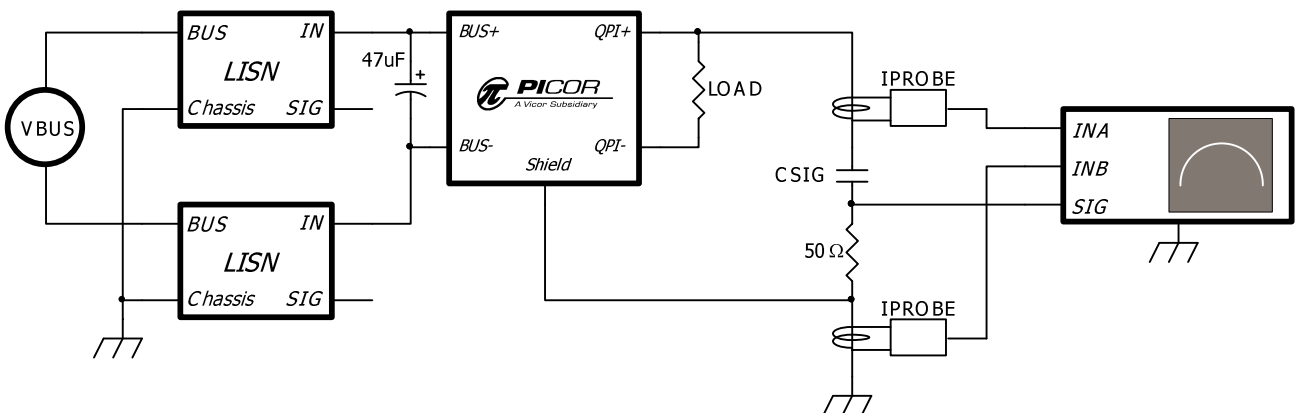 BUS IN
LISN
Chassis SIG
VBUS
BUS IN
LISN
Chassis SIG
47uF
+
BUS+ QPI+
PICOR
A Vicor Subsidiary
BUS- QPI-
Shield
LOAD
IPROBE
CSIG
50 Ω
IPROBE
INA
INB
SIG